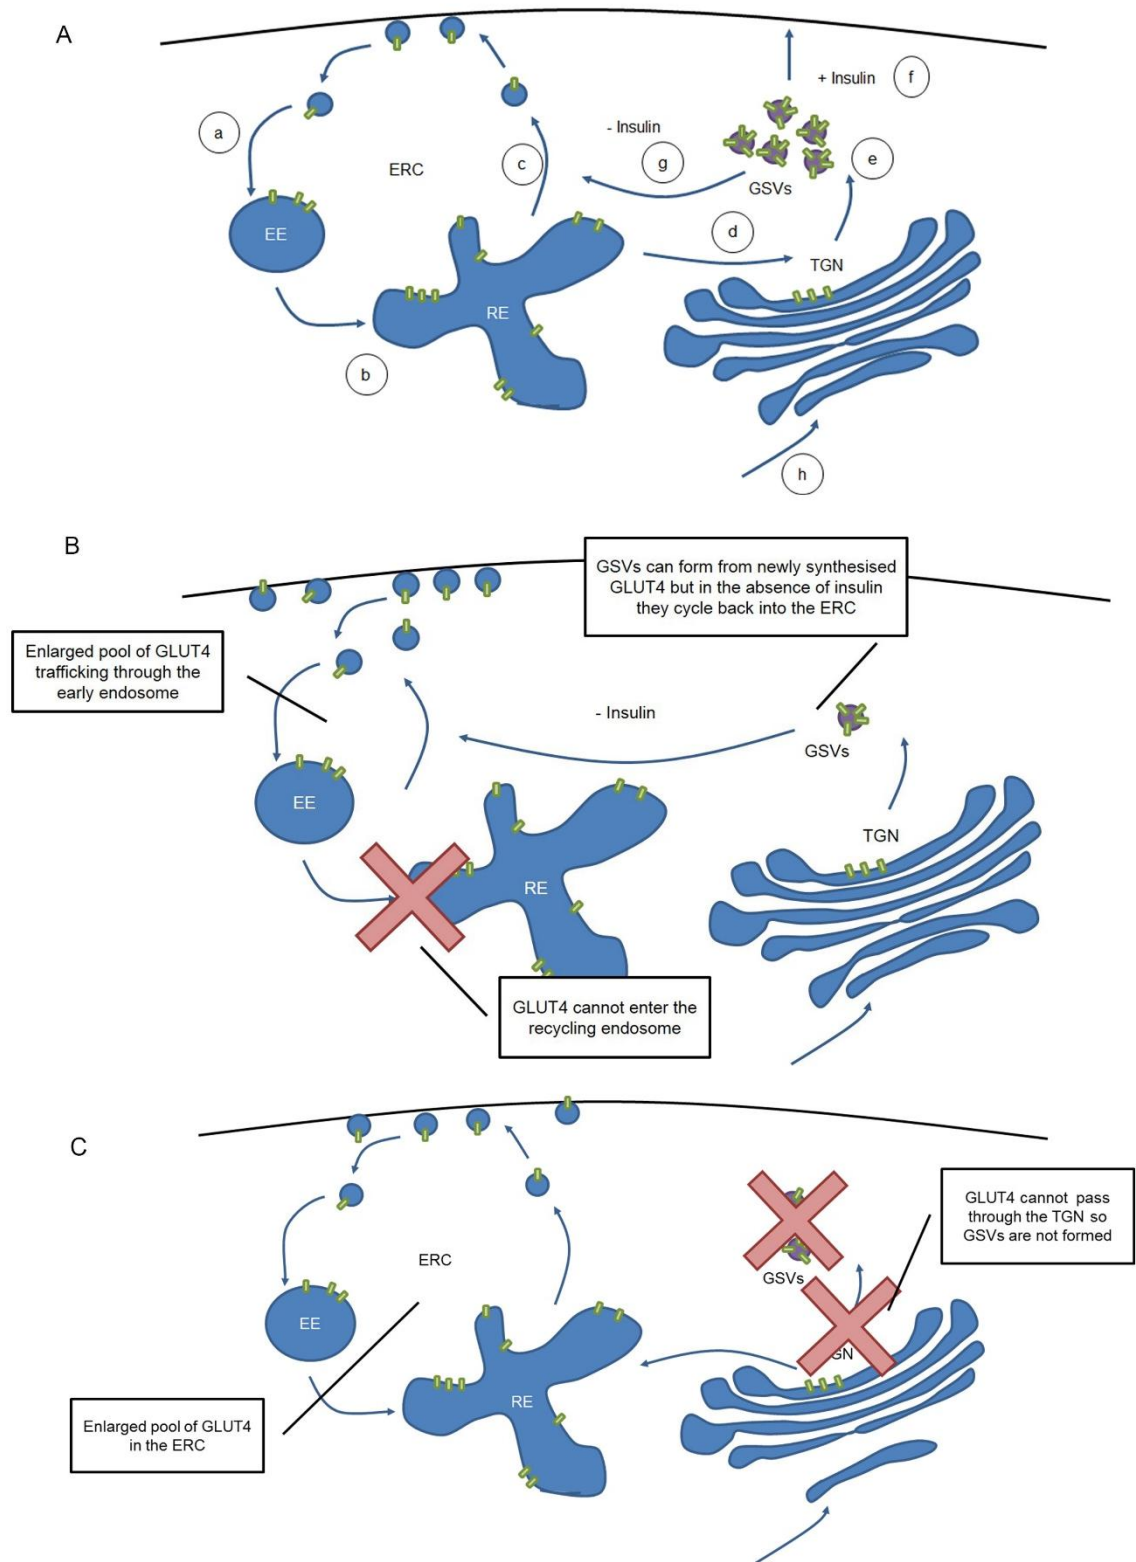 A
+ Insulin
f
- Insulin
a
ERC
c
g
e
GSVs
EE
d
TGN
RE
b
h
B
GSVs can form from newly synthesised
GLUT4 but in the absence of insulin
they cycle back into the ERC
Enlarged pool of GLUT4
trafficking through the
early endosome
- Insulin
GSVs
EE
TGN
RE
GLUT4 cannot enter the
recycling endosome
C
GLUT4 cannot pass
through the TGN so
GSVs are not formed
ERC
GSVs
EE
GN
RE
Enlarged pool of GLUT4
in the ERC